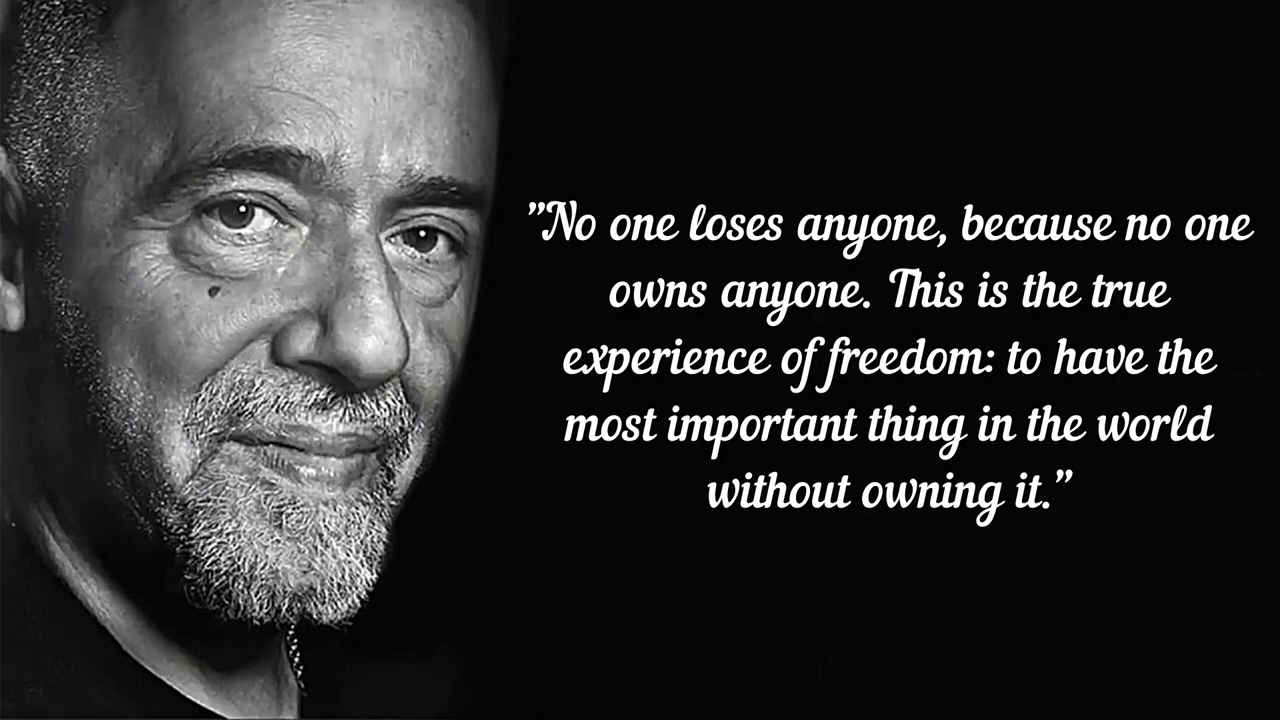 ”No one loses anyone, because no one
owns anyone. This is the true
experience of freedom: to have the
most important thing in the world
without owning it.”